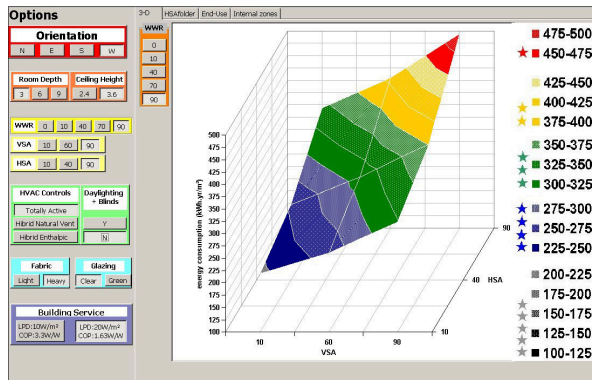 Options
3-D HSAfolder End-Use Internal zones
Orientation
N E S W
Room Depth Ceiling Height
3 6 9 2.4 3.6
WWR 0 10 40 70 90
VSA 10 60 90
HSA 10 40 90
HVAC Controls Daylighting + Blinds
Totally Active
Hibrid Natural Vent Y
Hibrid Enthalpic N
Fabric Glazing
Light Heavy Clear Green
Building Service
LPD:10W/m² LPD:20W/m²
COP:3.3W/W COP:1.63W/W
WWR
0
10
40
70
90
energy consumption (kWh.yr/m²)
500
475
450
425
400
375
350
325
300
275
250
225
200
175
150
125
100
10 60 90
VSA
10
40 HSA
90
475-500
450-475
425-450
400-425
375-400
350-375
325-350
300-325
275-300
250-275
225-250
200-225
175-200
150-175
125-150
100-125